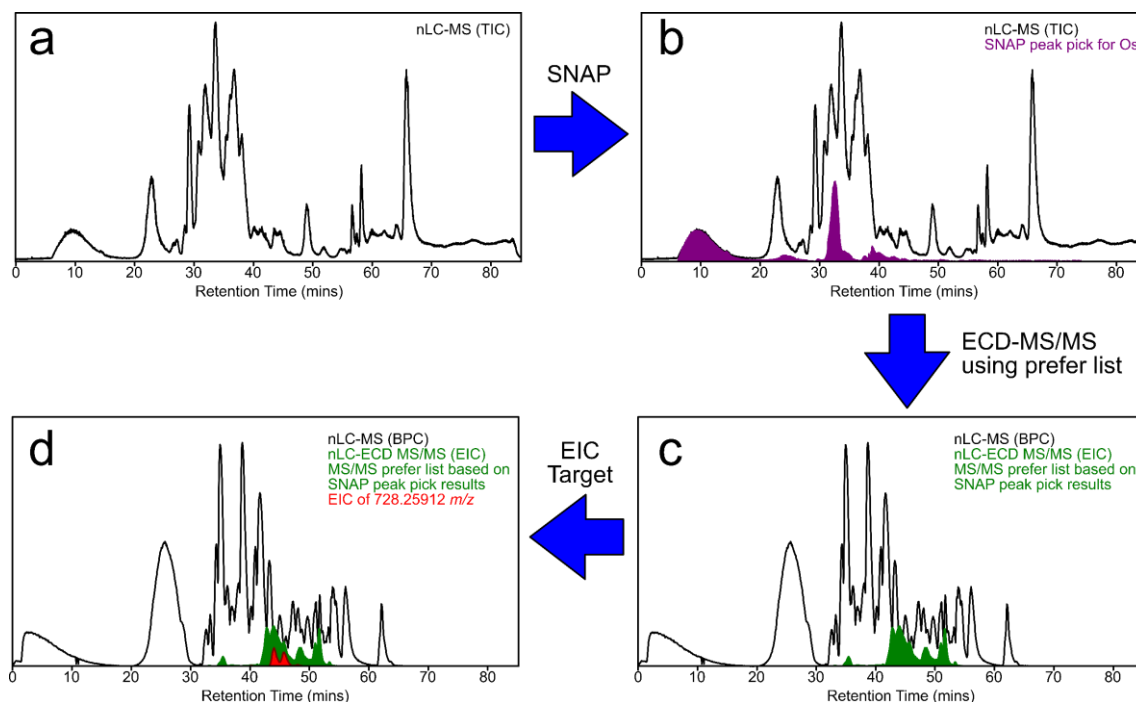 a
nLC-MS (TIC)
0 10 20 30 40 50 60 70 80
Retention Time (mins)
SNAP
b
nLC-MS (TIC)
SNAP peak pick for Os
0 10 20 30 40 50 60 70 80
Retention Time (mins)
ECD-MS/MS
using prefer list
d
nLC-MS (BPC)
nLC-ECD MS/MS (EIC)
MS/MS prefer list based on
SNAP peak pick results
EIC of 728.25912 m/z
0 10 20 30 40 50 60 70 80
Retention Time (mins)
EIC
Target
c
nLC-MS (BPC)
nLC-ECD MS/MS (EIC)
MS/MS prefer list based on
SNAP peak pick results
0 10 20 30 40 50 60 70 80
Retention Time (mins)